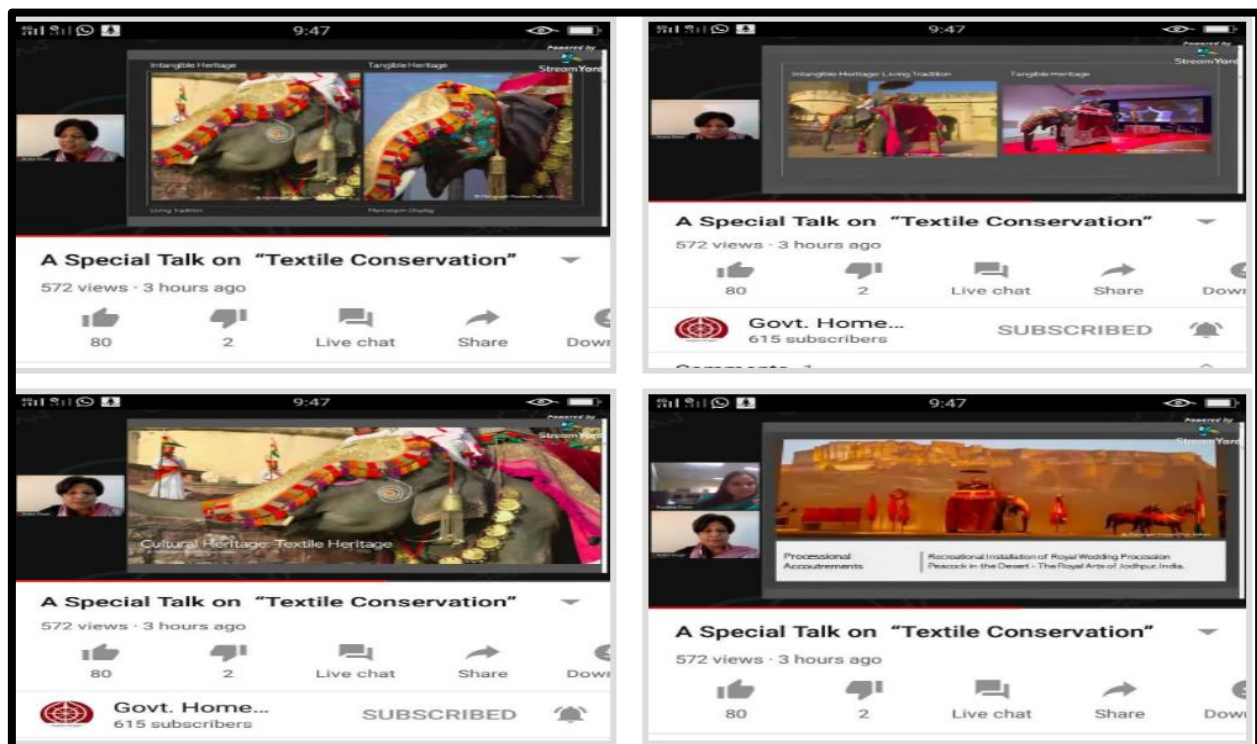 9:47
Powered by
StreamYard
Intangible Heritage
Tangible Heritage
Living Tradition
Mannequin Display
A Special Talk on “Textile Conservation”
572 views · 3 hours ago
80
2
Live chat
Share
Down
9:47
Powered by
StreamYard
Intangible Heritage: Living Tradition
Tangible Heritage
A Special Talk on “Textile Conservation”
572 views · 3 hours ago
80
2
Live chat
Share
Down
Govt. Home...
615 subscribers
SUBSCRIBED
Comments 1
9:47
Powered by
StreamYard
Cultural Heritage: Textile Heritage
A Special Talk on “Textile Conservation”
572 views · 3 hours ago
80
2
Live chat
Share
Down
Govt. Home...
615 subscribers
SUBSCRIBED
9:47
Powered by
StreamYard
Processional
Accoutrements
Recreational Installation of Royal Wedding Procession
Peacock in the Desert - The Royal Arts of Jodhpur, India.
A Special Talk on “Textile Conservation”
572 views · 3 hours ago
80
2
Live chat
Share
Down